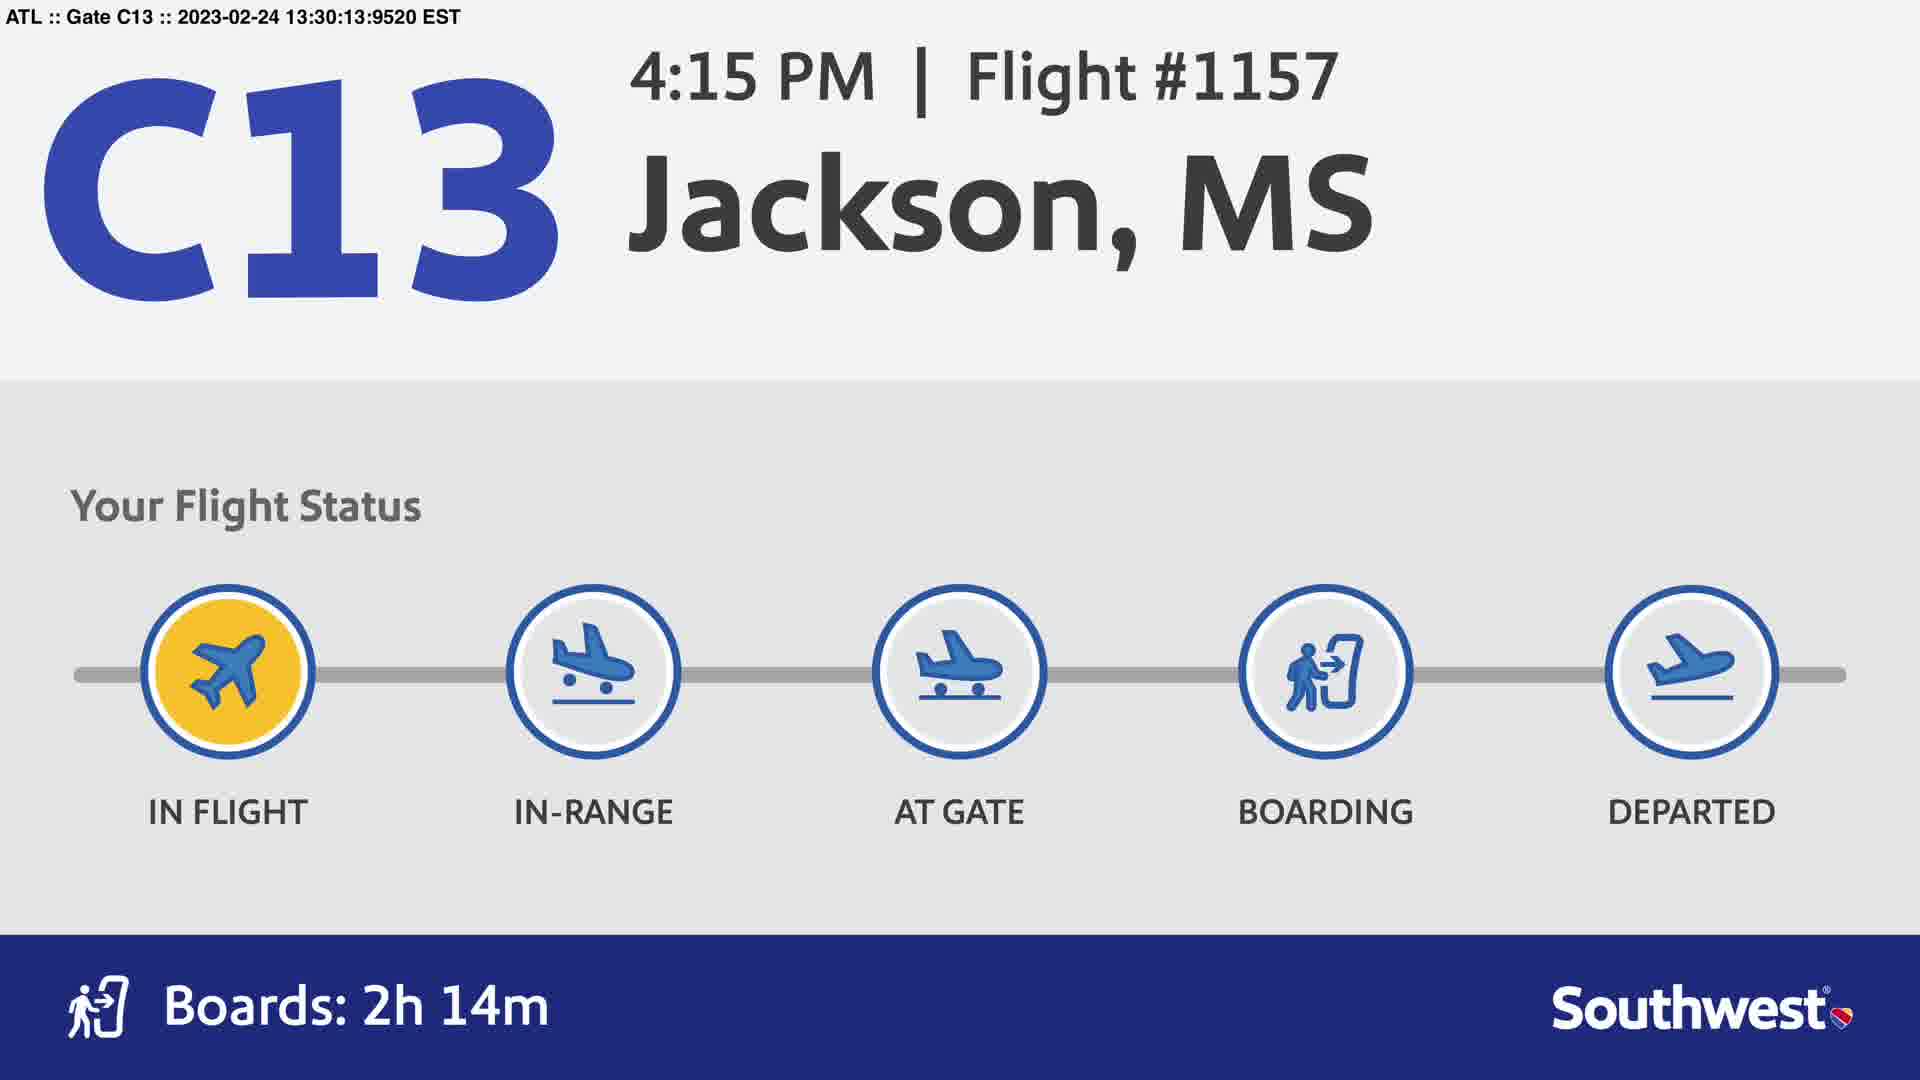 ATL :: Gate C13 :: 2023-02-24 13:30:13:9520 EST
C13
4:15 PM | Flight #1157
Jackson, MS
Your Flight Status
IN FLIGHT
IN-RANGE
AT GATE
BOARDING
DEPARTED
Boards: 2h 14m
Southwest®